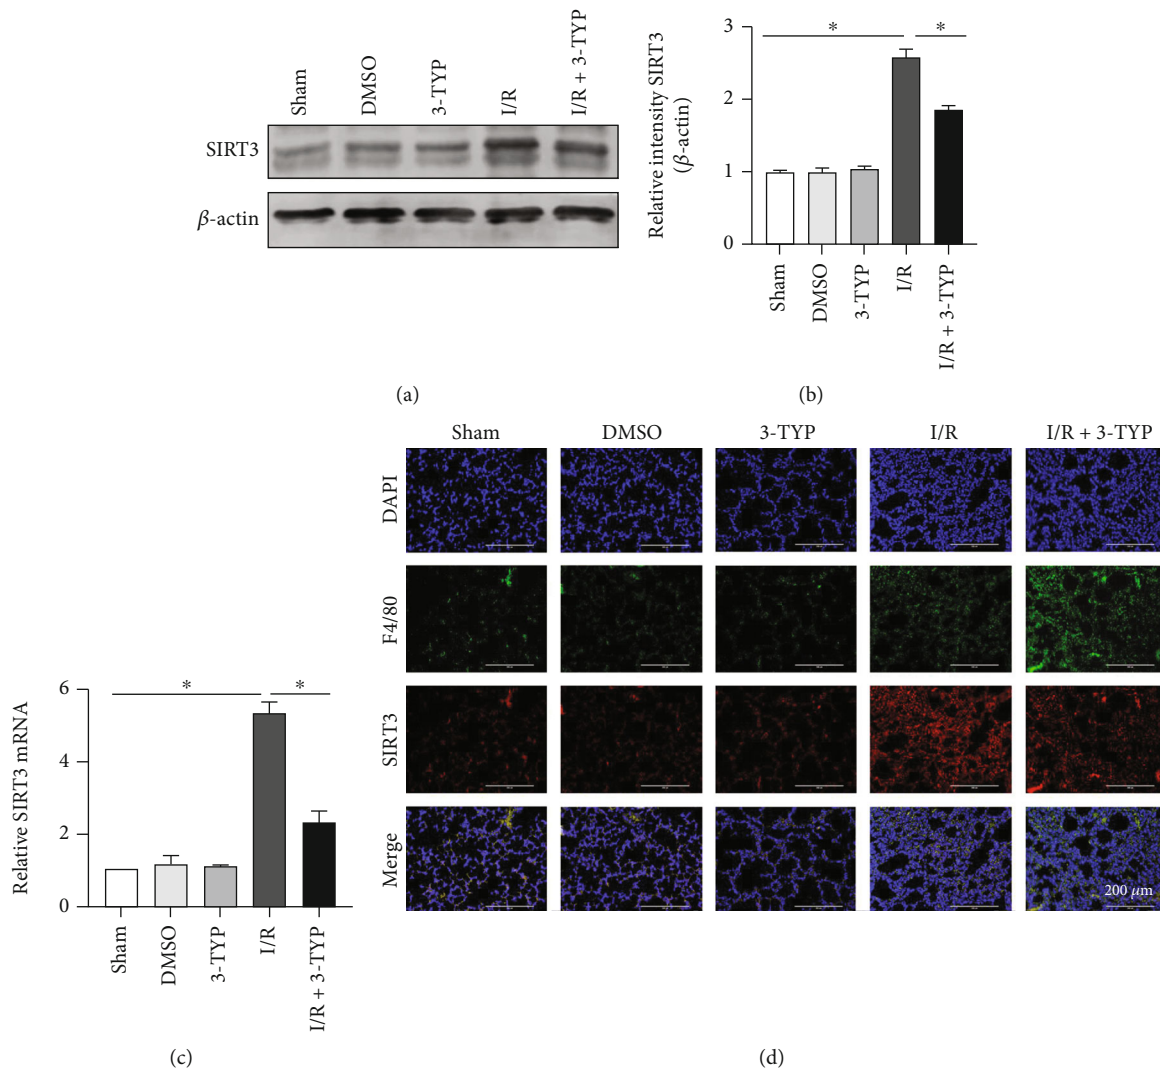 Sham
DMSO
3-TYP
I/R
I/R + 3-TYP
SIRT3
β-actin
(a)
Relative intensity SIRT3
(β-actin)
3
2
1
0
*
*
Sham
DMSO
3-TYP
I/R
I/R + 3-TYP
(b)
Relative SIRT3 mRNA
6
4
2
0
*
*
Sham
DMSO
3-TYP
I/R
I/R + 3-TYP
(c)
Sham
DMSO
3-TYP
I/R
I/R + 3-TYP
DAPI
F4/80
SIRT3
Merge
200 μm
(d)